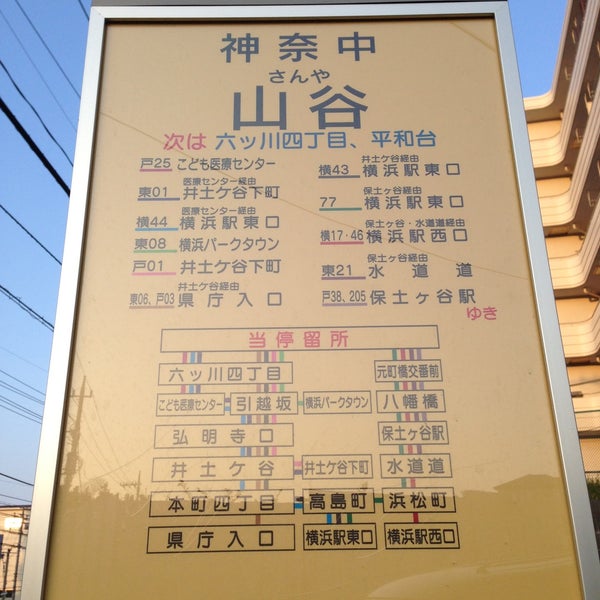 神奈中
さんや
山谷
次は 六ッ川四丁目、平和台
戸25 こども医療センター
医療センター経由
東01 井土ケ谷下町
医療センター経由
横44 横浜駅東口
東08 横浜パークタウン
戸01 井土ケ谷下町
井土ケ谷経由
東06、戸03 県庁入口
井土ケ谷経由
横43 横浜駅東口
保土ヶ谷経由
77 横浜駅東口
保土ヶ谷・水道道経由
横17・46 横浜駅西口
保土ヶ谷経由
東21 水道道
戸38、205 保土ヶ谷駅
ゆき
当停留所
六ッ川四丁目 元町橋交番前
こども医療センター 引越坂 横浜パークタウン 八幡橋
弘明寺口 保土ヶ谷駅
井土ケ谷 井土ケ谷下町 水道道
本町四丁目 高島町 浜松町
県庁入口 横浜駅東口 横浜駅西口